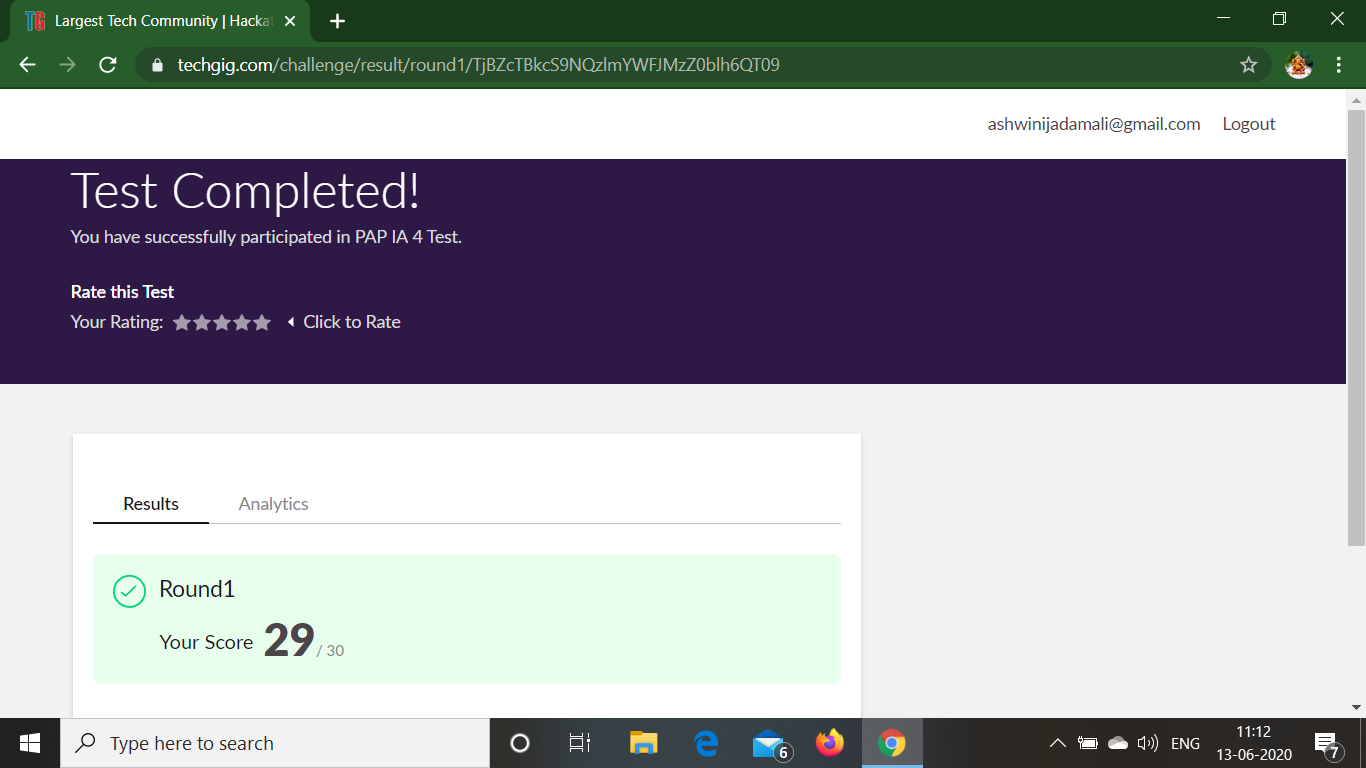 TG Largest Tech Community | Hacka
techgig.com/challenge/result/round1/TjBZcTBkcS9NQzlmYWFJMzZ0blh6QT09
ashwinijadamali@gmail.com Logout
Test Completed!
You have successfully participated in PAP IA 4 Test.
Rate this Test
Your Rating: Click to Rate
Results Analytics
Round1
Your Score 29 / 30
Type here to search
6
ENG
11:12
13-06-2020
7